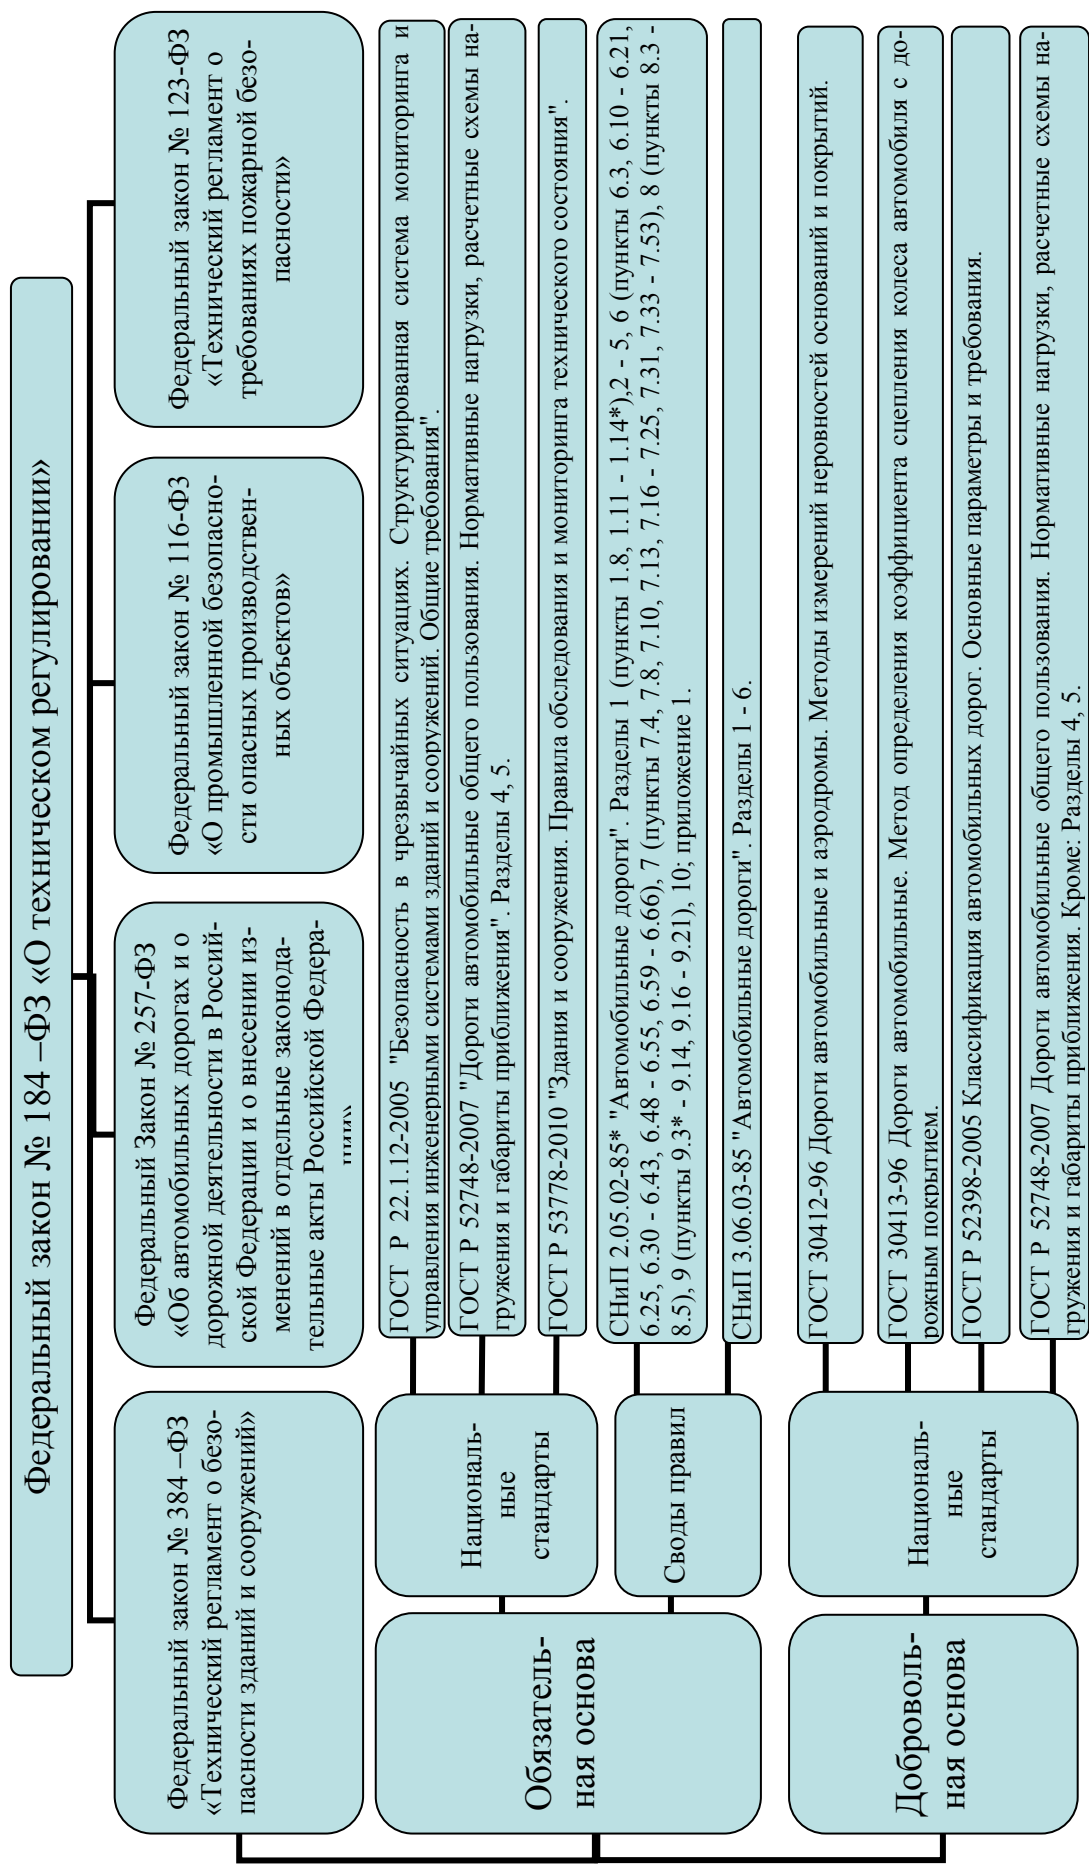 Федеральный закон № 184 –ФЗ «О техническом регулировании»
Федеральный закон № 384 –ФЗ
«Технический регламент о безо-
пасности зданий и сооружений»
Федеральный Закон № 257-ФЗ
«Об автомобильных дорогах и о
дорожной деятельности в Россий-
ской Федерации и о внесении из-
менений в отдельные законода-
тельные акты Российской Федера-
ции»
Федеральный закон № 116-ФЗ
«О промышленной безопасно-
сти опасных производствен-
ных объектов»
Федеральный закон № 123-ФЗ
«Технический регламент о
требованиях пожарной безо-
пасности»
Обязатель-
ная основа
Националь-
ные
стандарты
ГОСТ Р 22.1.12-2005 "Безопасность в чрезвычайных ситуациях. Структурированная система мониторинга и
управления инженерными системами зданий и сооружений. Общие требования".
ГОСТ Р 52748-2007 "Дороги автомобильные общего пользования. Нормативные нагрузки, расчетные схемы на-
гружения и габариты приближения". Разделы 4, 5.
ГОСТ Р 53778-2010 "Здания и сооружения. Правила обследования и мониторинга технического состояния".
Своды правил
СНиП 2.05.02-85* "Автомобильные дороги". Разделы 1 (пункты 1.8, 1.11 - 1.14*),2 - 5, 6 (пункты 6.3, 6.10 - 6.21,
6.25, 6.30 - 6.43, 6.48 - 6.55, 6.59 - 6.66), 7 (пункты 7.4, 7.8, 7.10, 7.13, 7.16 - 7.25, 7.31, 7.33 - 7.53), 8 (пункты 8.3 -
8.5), 9 (пункты 9.3* - 9.14, 9.16 - 9.21), 10; приложение 1.
СНиП 3.06.03-85 "Автомобильные дороги". Разделы 1 - 6.
Доброволь-
ная основа
Националь-
ные
стандарты
ГОСТ 30412-96 Дороги автомобильные и аэродромы. Методы измерений неровностей оснований и покрытий.
ГОСТ 30413-96 Дороги автомобильные. Метод определения коэффициента сцепления колеса автомобиля с до-
рожным покрытием.
ГОСТ Р 52398-2005 Классификация автомобильных дорог. Основные параметры и требования.
ГОСТ Р 52748-2007 Дороги автомобильные общего пользования. Нормативные нагрузки, расчетные схемы на-
гружения и габариты приближения. Кроме: Разделы 4, 5.